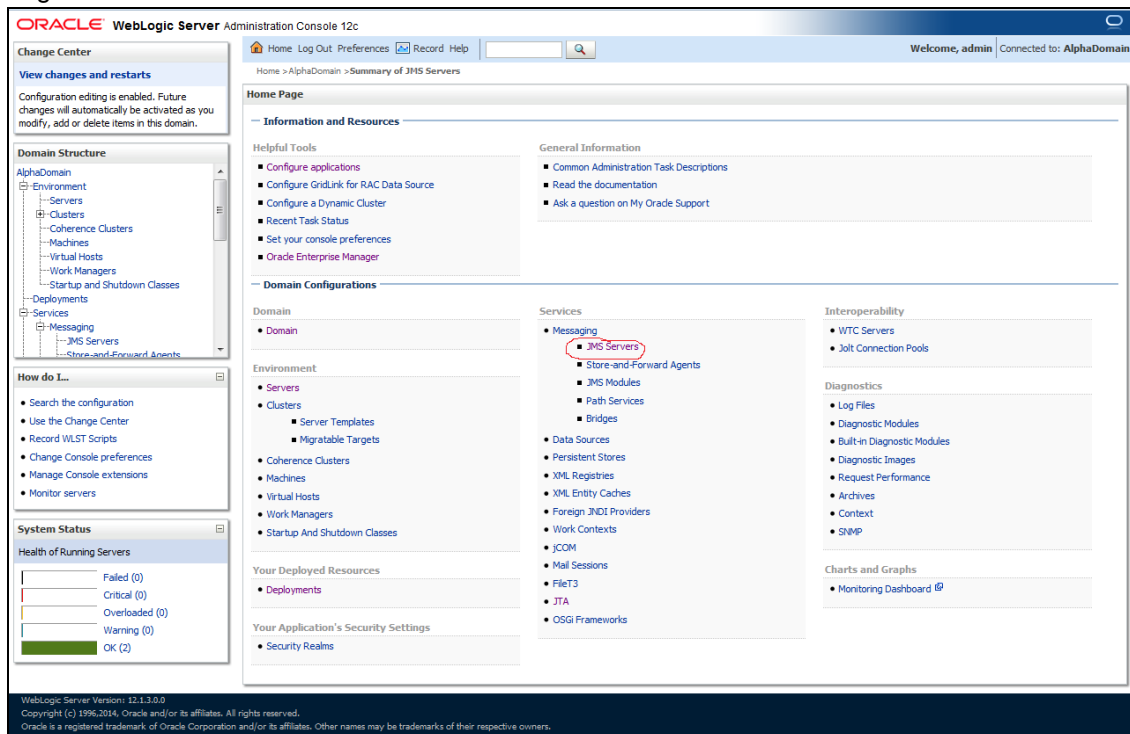 ORACLE WebLogic Server Administration Console 12c
Change Center
View changes and restarts
Configuration editing is enabled. Future
changes will automatically be activated as you
modify, add or delete items in this domain.
Domain Structure
AlphaDomain
Environment
Servers
Clusters
Coherence Clusters
Machines
Virtual Hosts
Work Managers
Startup and Shutdown Classes
Deployments
Services
Messaging
JMS Servers
Store-and-Forward Agents
How do I...
Search the configuration
Use the Change Center
Record WLST Scripts
Change Console preferences
Manage Console extensions
Monitor servers
System Status
Health of Running Servers
Failed (0)
Critical (0)
Overloaded (0)
Warning (0)
OK (2)
Home Log Out Preferences Record Help
Welcome, admin Connected to: AlphaDomain
Home >AlphaDomain >Summary of JMS Servers
Home Page
Information and Resources
Helpful Tools
Configure applications
Configure GridLink for RAC Data Source
Configure a Dynamic Cluster
Recent Task Status
Set your console preferences
Oracle Enterprise Manager
General Information
Common Administration Task Descriptions
Read the documentation
Ask a question on My Oracle Support
Domain Configurations
Domain
Domain
Environment
Servers
Clusters
Server Templates
Migratable Targets
Coherence Clusters
Machines
Virtual Hosts
Work Managers
Startup And Shutdown Classes
Your Deployed Resources
Deployments
Your Application's Security Settings
Security Realms
Services
Messaging
JMS Servers
Store-and-Forward Agents
JMS Modules
Path Services
Bridges
Data Sources
Persistent Stores
XML Registries
XML Entity Caches
Foreign JNDI Providers
Work Contexts
jCOM
Mail Sessions
FileT3
JTA
OSGi Frameworks
Interoperability
WTC Servers
Jolt Connection Pools
Diagnostics
Log Files
Diagnostic Modules
Built-in Diagnostic Modules
Diagnostic Images
Request Performance
Archives
Context
SNMP
Charts and Graphs
Monitoring Dashboard
WebLogic Server Version: 12.1.3.0.0
Copyright (c) 1996,2014, Oracle and/or its affiliates. All rights reserved.
Oracle is a registered trademark of Oracle Corporation and/or its affiliates. Other names may be trademarks of their respective owners.